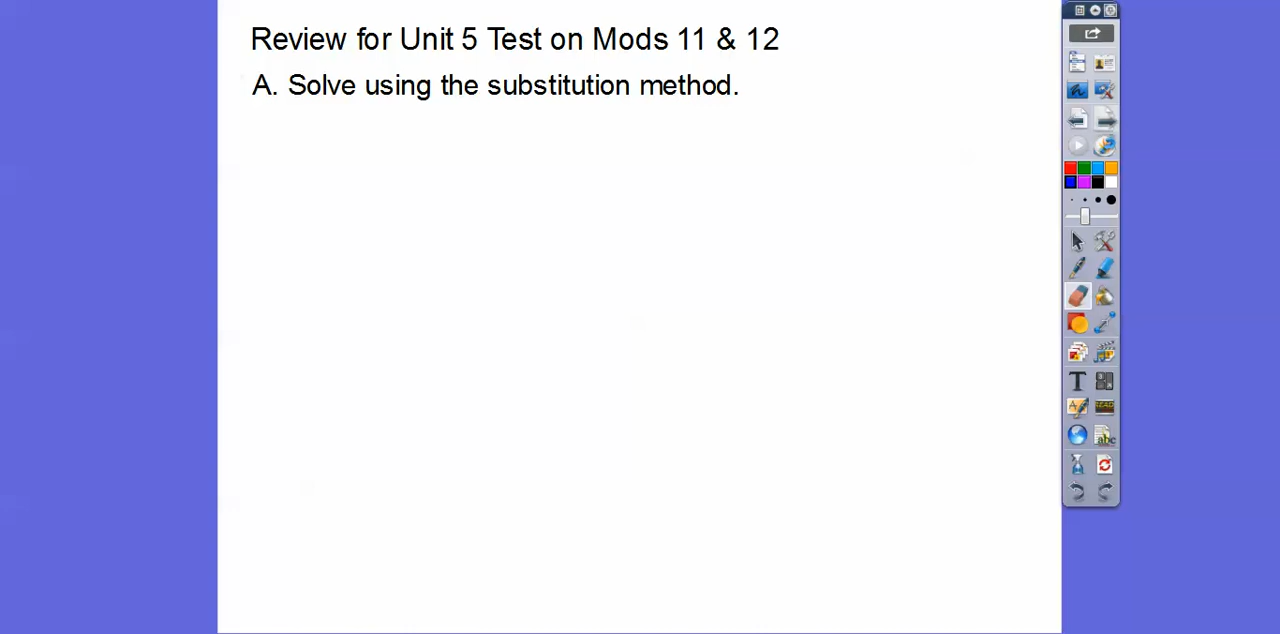 Review for Unit 5 Test on Mods 11 & 12
A. Solve using the substitution method.